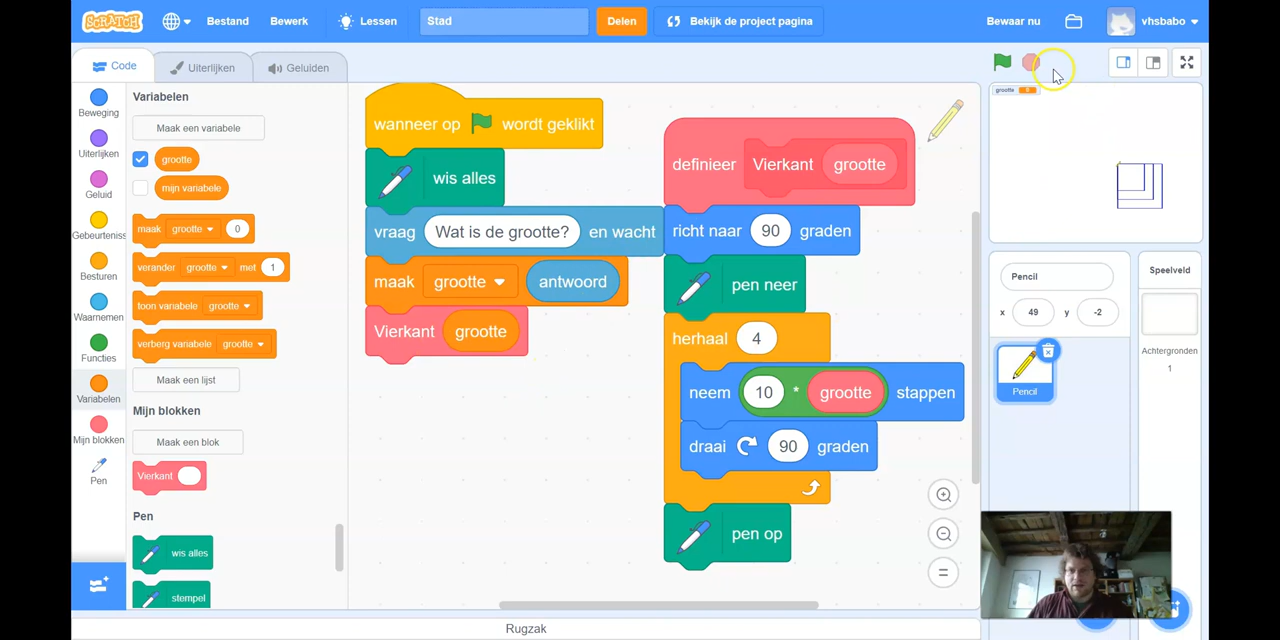 SCRATCH
Bestand
Bewerk
Lessen
Stad
Delen
Bekijk de project pagina
Bewaar nu
vhsbabo
Code
Uiterlijken
Geluiden
Beweging
Uiterlijken
Geluid
Gebeurtenis
Besturen
Waarnemen
Functies
Variabelen
Mijn blokken
Pen
Variabelen
Maak een variabele
grootte
mijn variabele
maak grootte 0
verander grootte met 1
toon variabele grootte
verberg variabele grootte
Maak een lijst
Mijn blokken
Maak een blok
Vierkant
Pen
wis alles
stempel
wanneer op wordt geklikt
wis alles
vraag Wat is de grootte? en wacht
maak grootte antwoord
Vierkant grootte
definieer Vierkant grootte
richt naar 90 graden
pen neer
herhaal 4
neem 10 * grootte stappen
draai 90 graden
pen op
grootte
Pencil
x 49 y -2
Pencil
Speelveld
Achtergronden
1
Rugzak